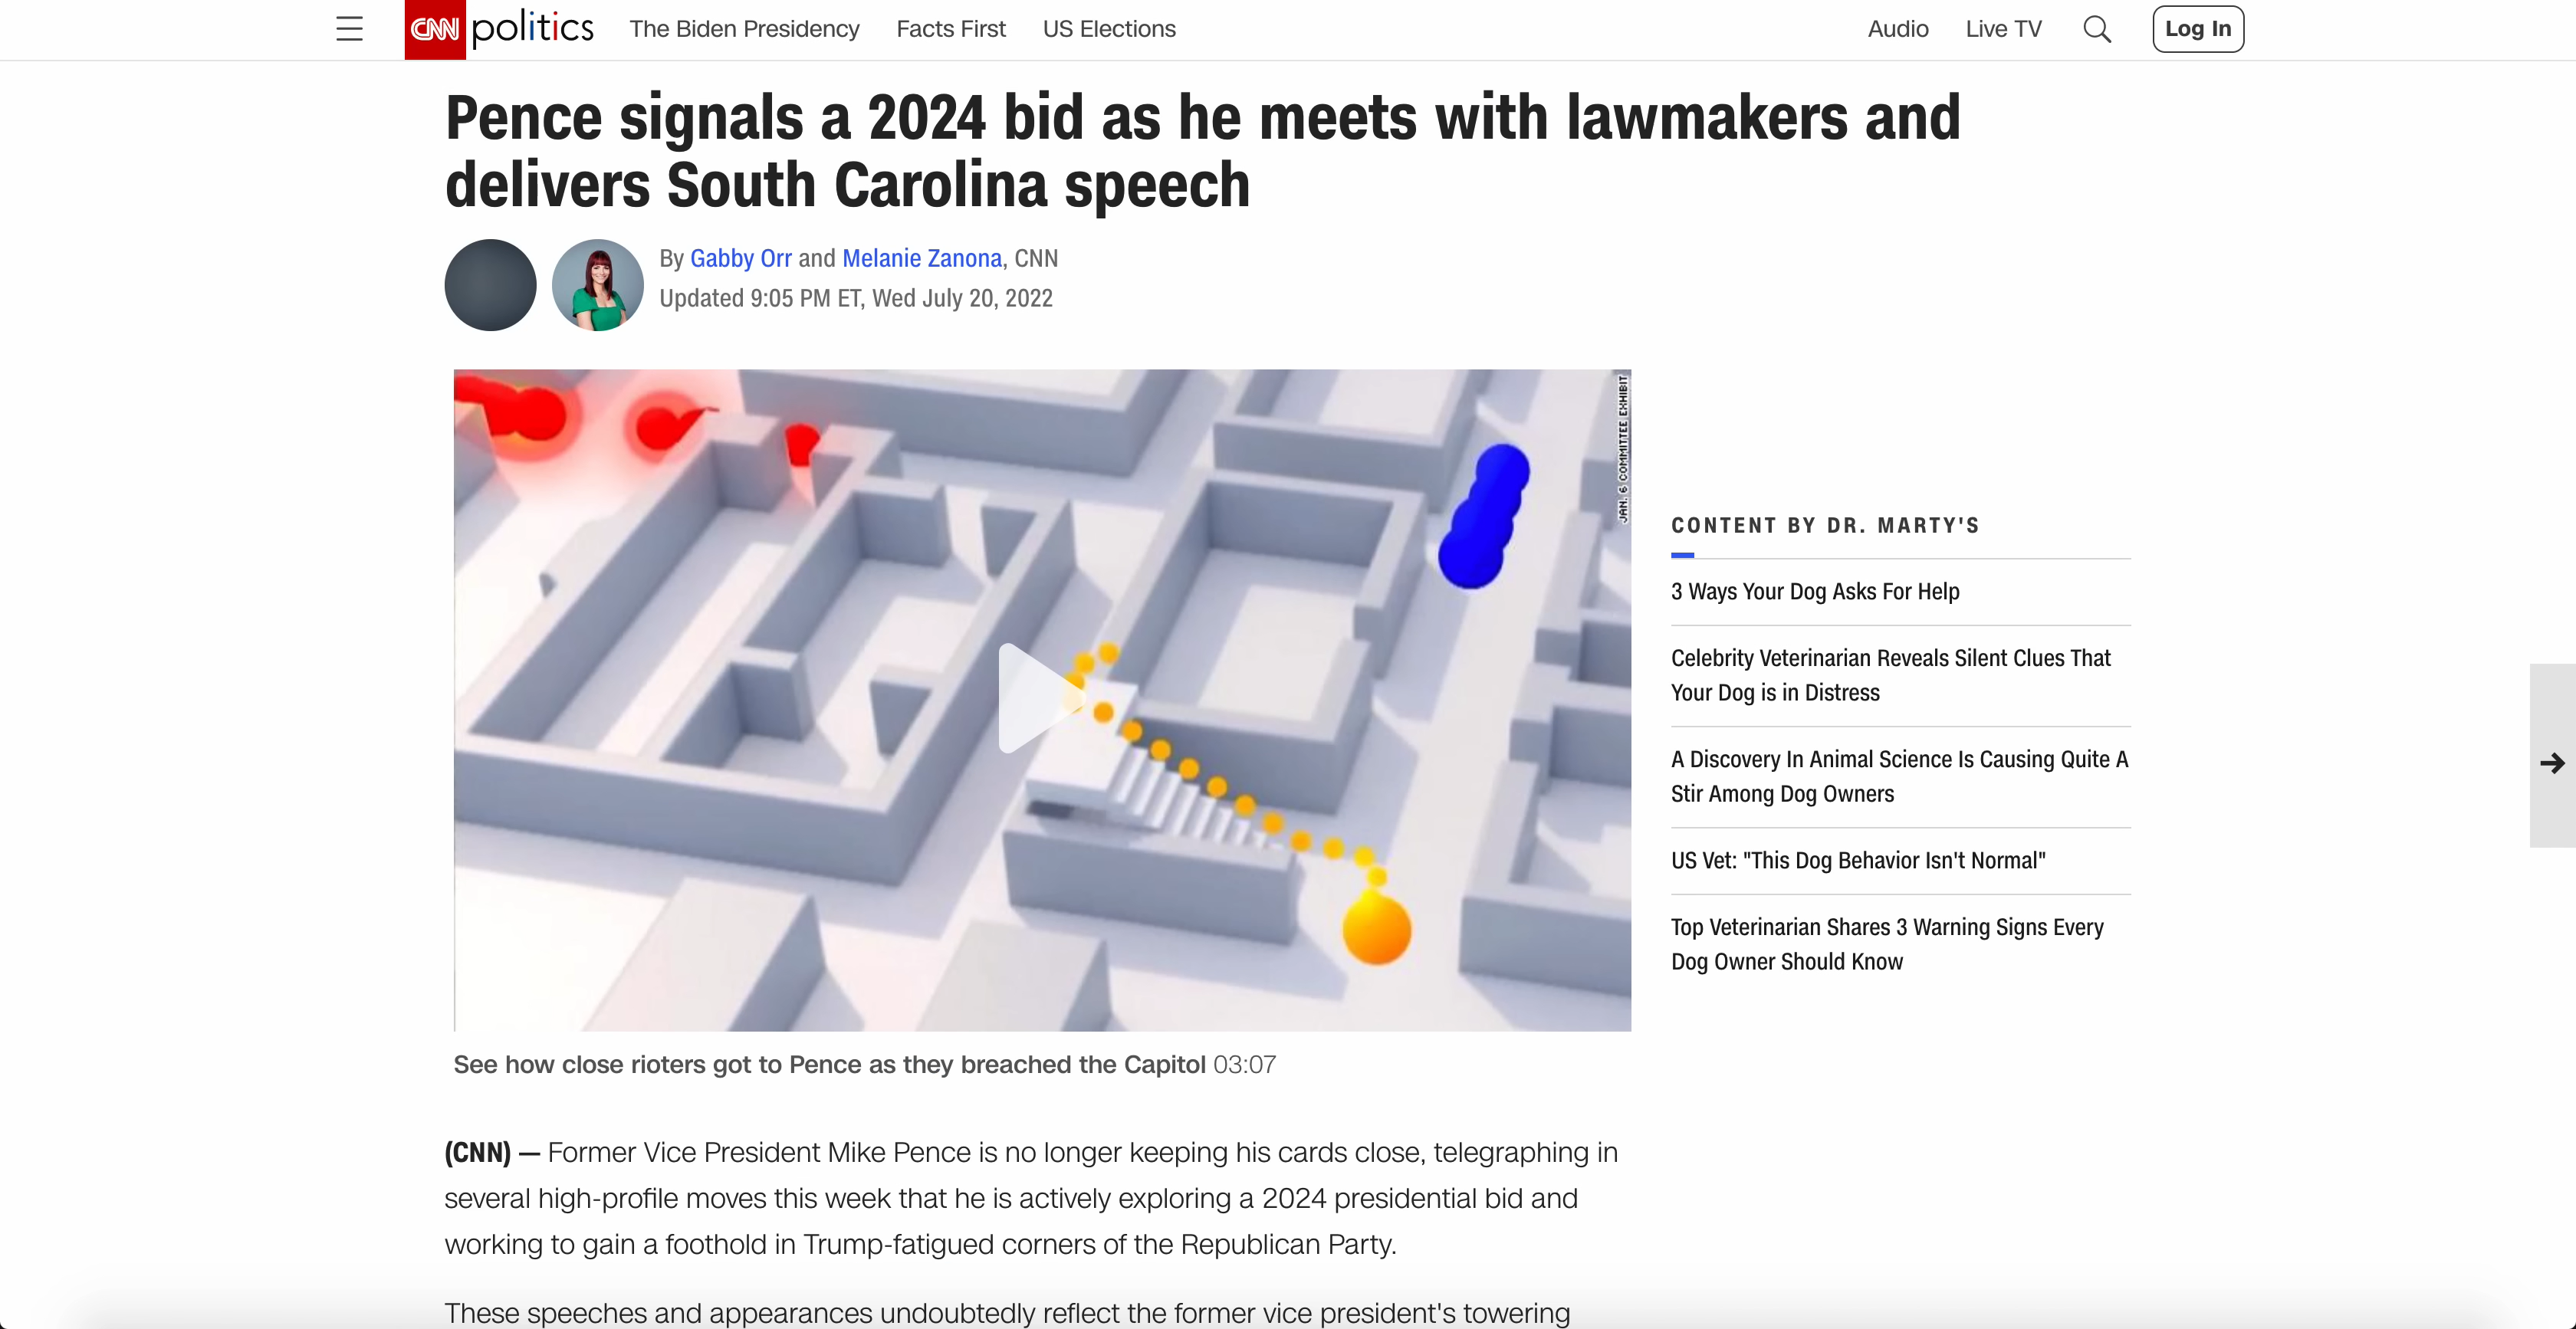 CNN politics The Biden Presidency Facts First US Elections Audio Live TV Log In
Pence signals a 2024 bid as he meets with lawmakers and
delivers South Carolina speech
By Gabby Orr and Melanie Zanona, CNN
Updated 9:05 PM ET, Wed July 20, 2022
JAN. 6 COMMITTEE EXHIBIT
See how close rioters got to Pence as they breached the Capitol 03:07
(CNN) — Former Vice President Mike Pence is no longer keeping his cards close, telegraphing in
several high-profile moves this week that he is actively exploring a 2024 presidential bid and
working to gain a foothold in Trump-fatigued corners of the Republican Party.
These speeches and appearances undoubtedly reflect the former vice president's towering
CONTENT BY DR. MARTY'S
3 Ways Your Dog Asks For Help
Celebrity Veterinarian Reveals Silent Clues That
Your Dog is in Distress
A Discovery In Animal Science Is Causing Quite A
Stir Among Dog Owners
US Vet: "This Dog Behavior Isn't Normal"
Top Veterinarian Shares 3 Warning Signs Every
Dog Owner Should Know